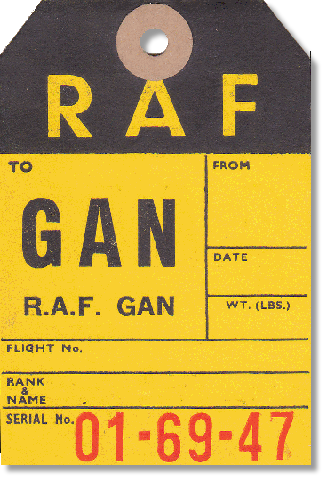 RAF
TO
FROM
GAN
DATE
R.A.F. GAN
WT. (LBS.)
FLIGHT No.
RANK
&
NAME
SERIAL No. 01-69-47